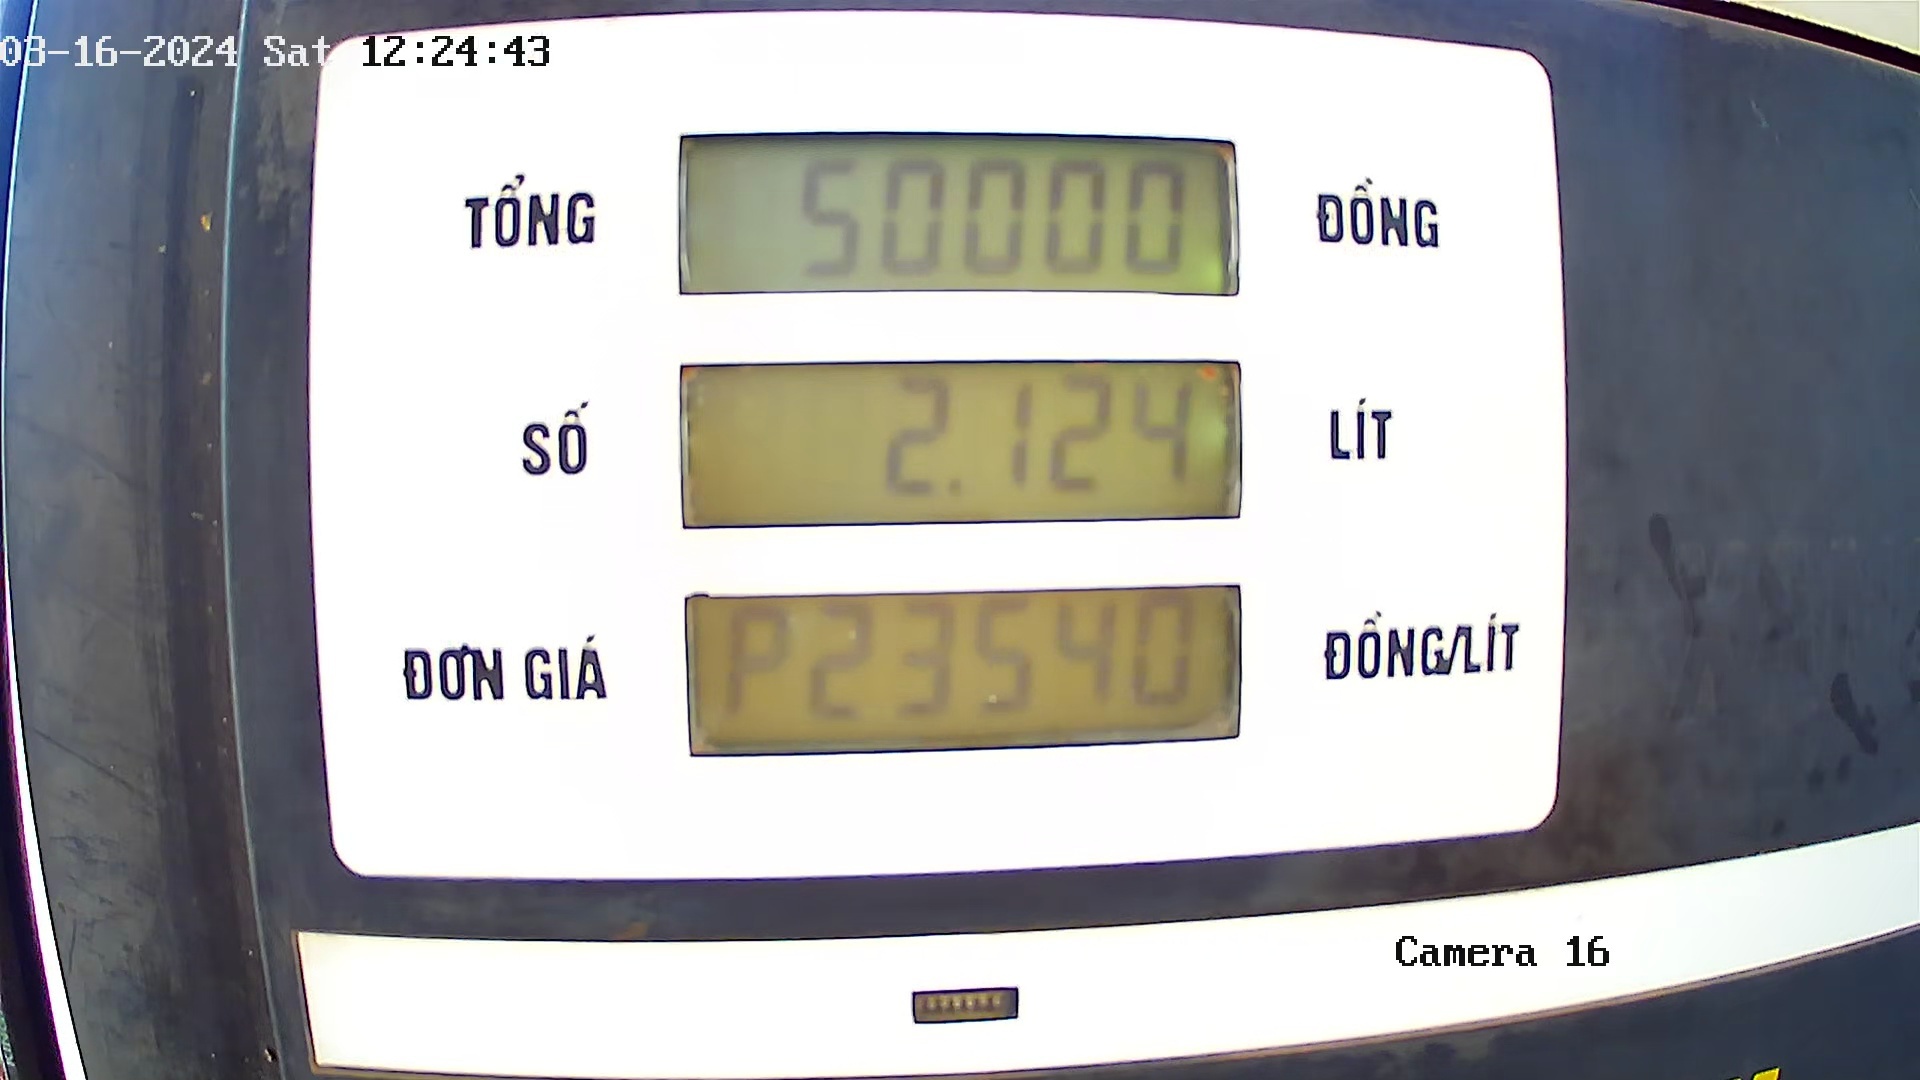 03-16-2024 Sat 12:24:43
TỔNG 50000 ĐỒNG
SỐ 2.124 LÍT
ĐƠN GIÁ P23540 ĐỒNG/LÍT
Camera 16